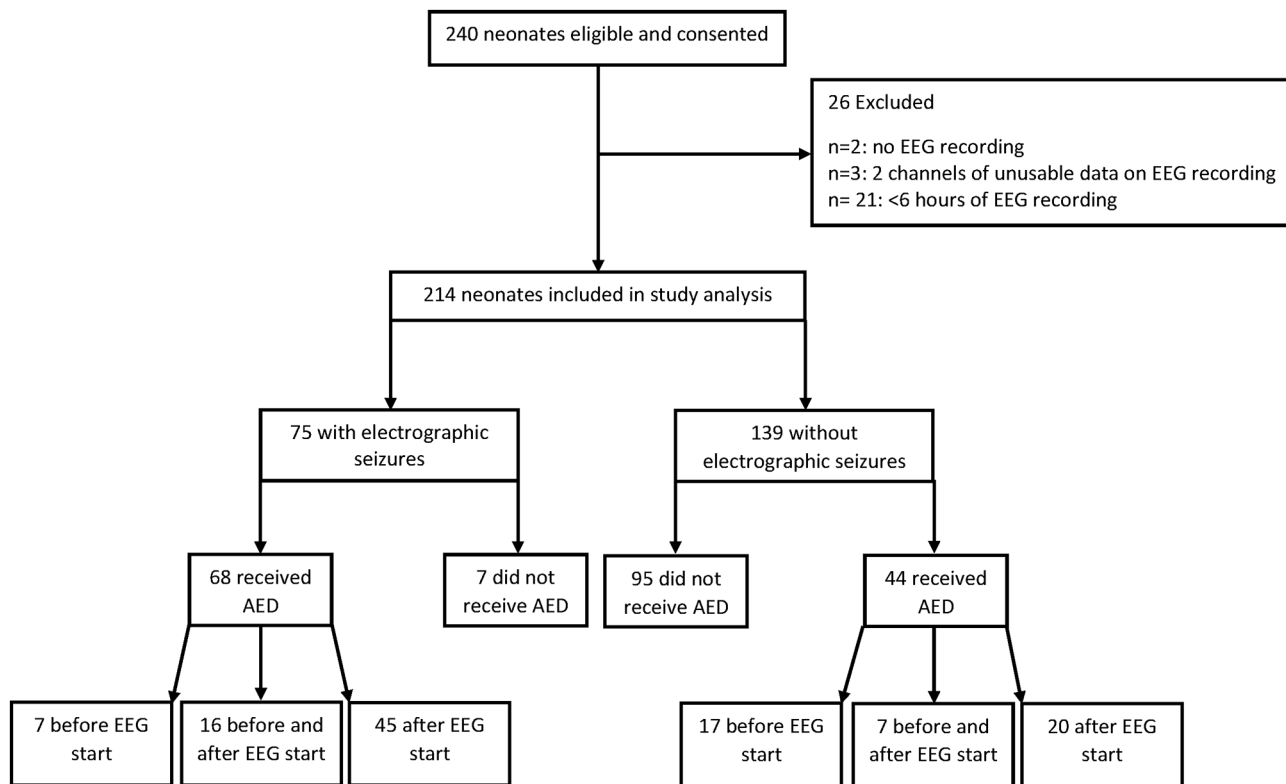 240 neonates eligible and consented
26 Excluded
n=2: no EEG recording
n=3: 2 channels of unusable data on EEG recording
n= 21: <6 hours of EEG recording
214 neonates included in study analysis
75 with electrographic
seizures
139 without
electrographic seizures
68 received
AED
7 did not
receive AED
95 did not
receive AED
44 received
AED
7 before EEG
start
16 before and
after EEG start
45 after EEG
start
17 before EEG
start
7 before and
after EEG start
20 after EEG
start